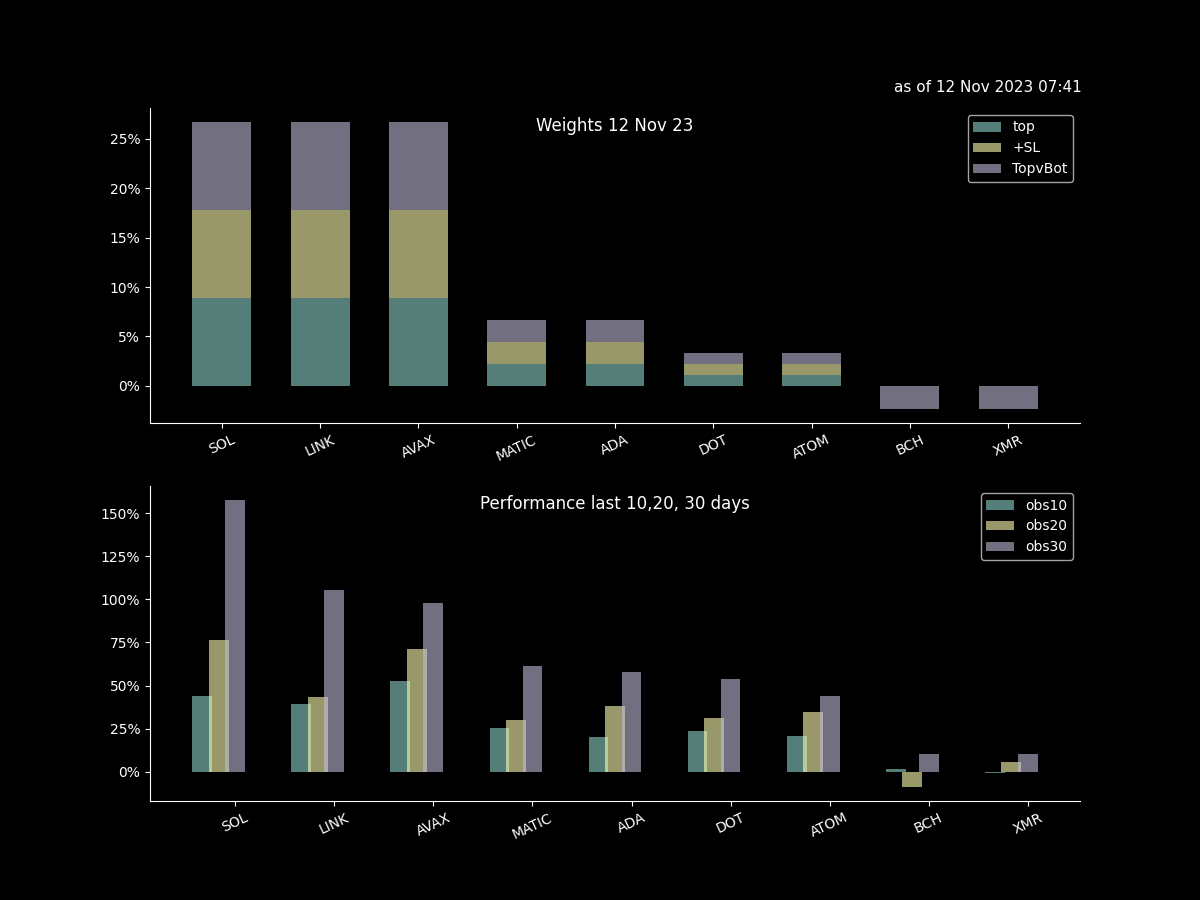 as of 12 Nov 2023 07:41
Weights 12 Nov 23
top
+SL
TopvBot
25%
20%
15%
10%
5%
0%
SOL LINK AVAX MATIC ADA DOT ATOM BCH XMR
Performance last 10,20, 30 days
obs10
obs20
obs30
150%
125%
100%
75%
50%
25%
0%
SOL LINK AVAX MATIC ADA DOT ATOM BCH XMR